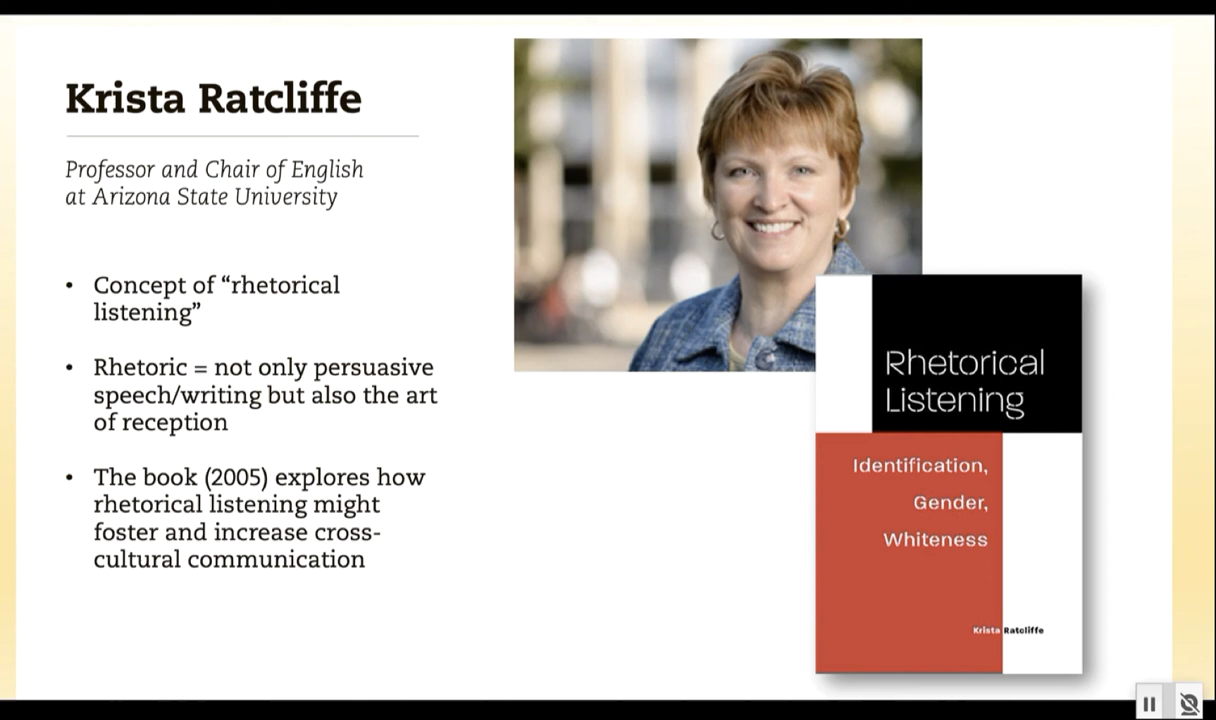 Krista Ratcliffe
Professor and Chair of English
at Arizona State University
• Concept of “rhetorical
listening”
• Rhetoric = not only persuasive
speech/writing but also the art
of reception
• The book (2005) explores how
rhetorical listening might
foster and increase cross-
cultural communication
Rhetorical
Listening
Identification,
Gender,
Whiteness
Krista Ratcliffe